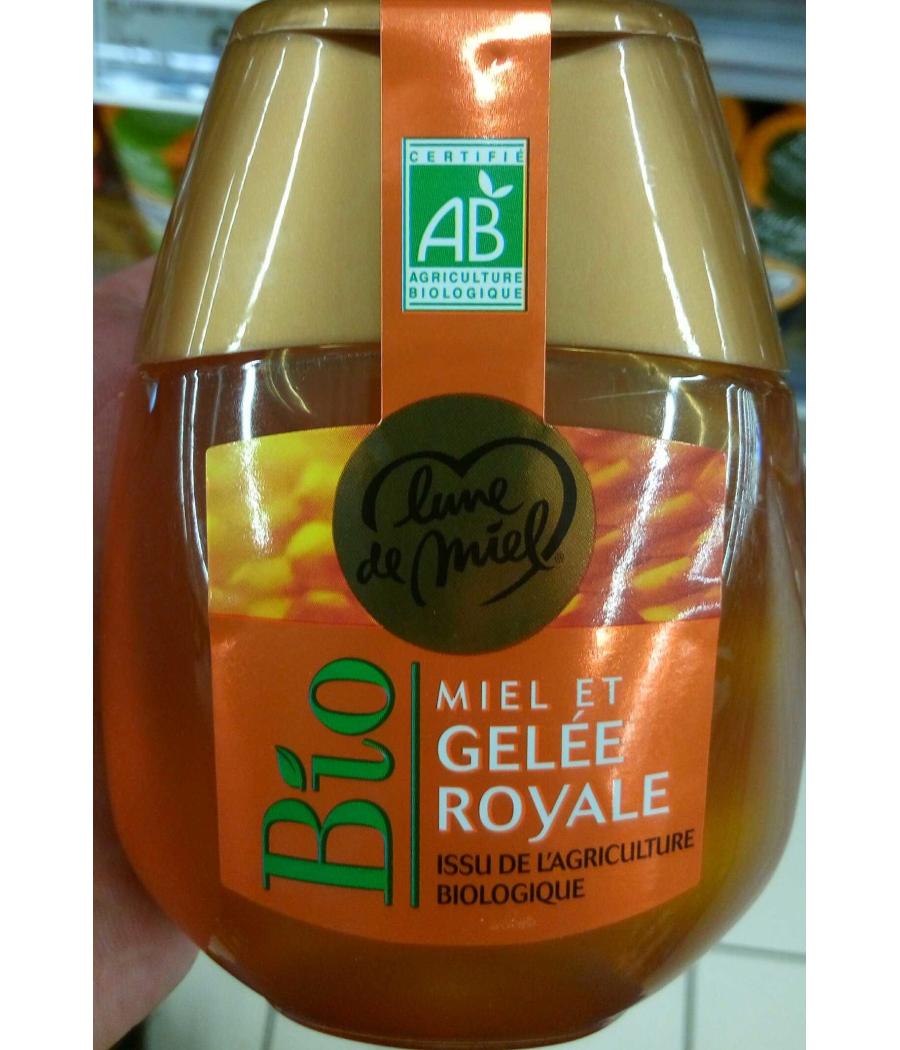 CERTIFIÉ
AB
AGRICULTURE
BIOLOGIQUE
lune
de miel®
Bio
MIEL ET
GELÉE
ROYALE
ISSU DE L'AGRICULTURE
BIOLOGIQUE